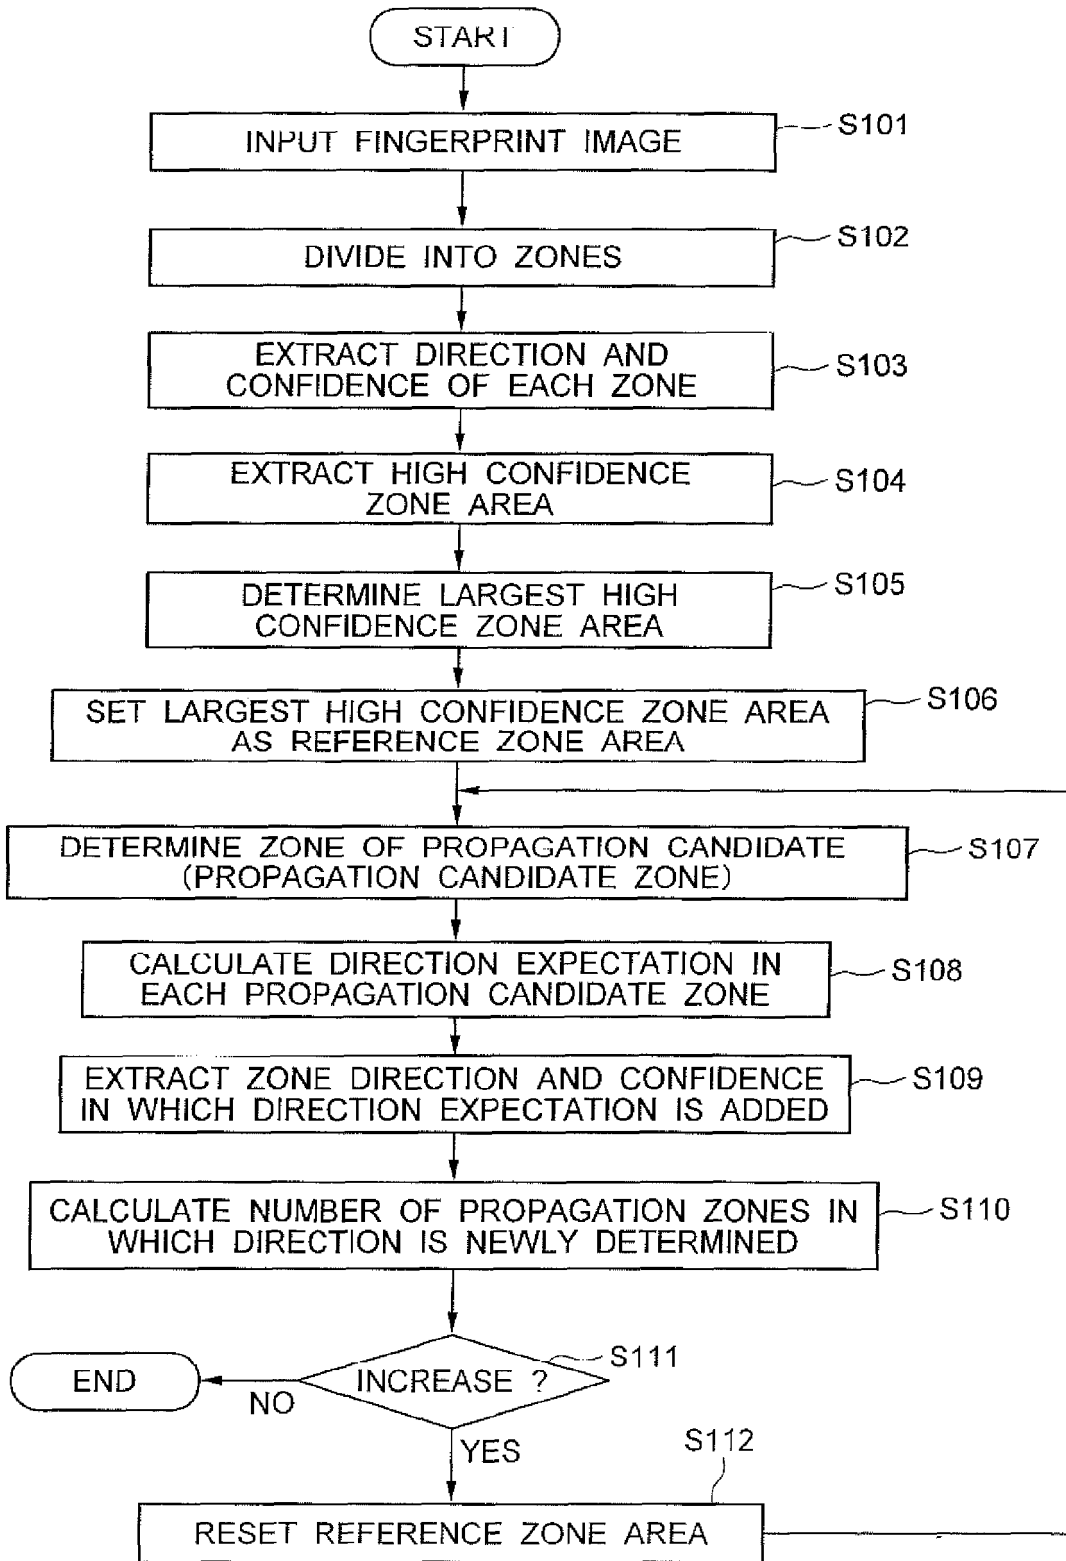 START
INPUT FINGERPRINT IMAGE
S101
DIVIDE INTO ZONES
S102
EXTRACT DIRECTION AND
CONFIDENCE OF EACH ZONE
S103
EXTRACT HIGH CONFIDENCE
ZONE AREA
S104
DETERMINE LARGEST HIGH
CONFIDENCE ZONE AREA
S105
SET LARGEST HIGH CONFIDENCE ZONE AREA
AS REFERENCE ZONE AREA
S106
DETERMINE ZONE OF PROPAGATION CANDIDATE
(PROPAGATION CANDIDATE ZONE)
S107
CALCULATE DIRECTION EXPECTATION IN
EACH PROPAGATION CANDIDATE ZONE
S108
EXTRACT ZONE DIRECTION AND CONFIDENCE
IN WHICH DIRECTION EXPECTATION IS ADDED
S109
CALCULATE NUMBER OF PROPAGATION ZONES IN
WHICH DIRECTION IS NEWLY DETERMINED
S110
INCREASE ?
S111
NO
END
YES
S112
RESET REFERENCE ZONE AREA